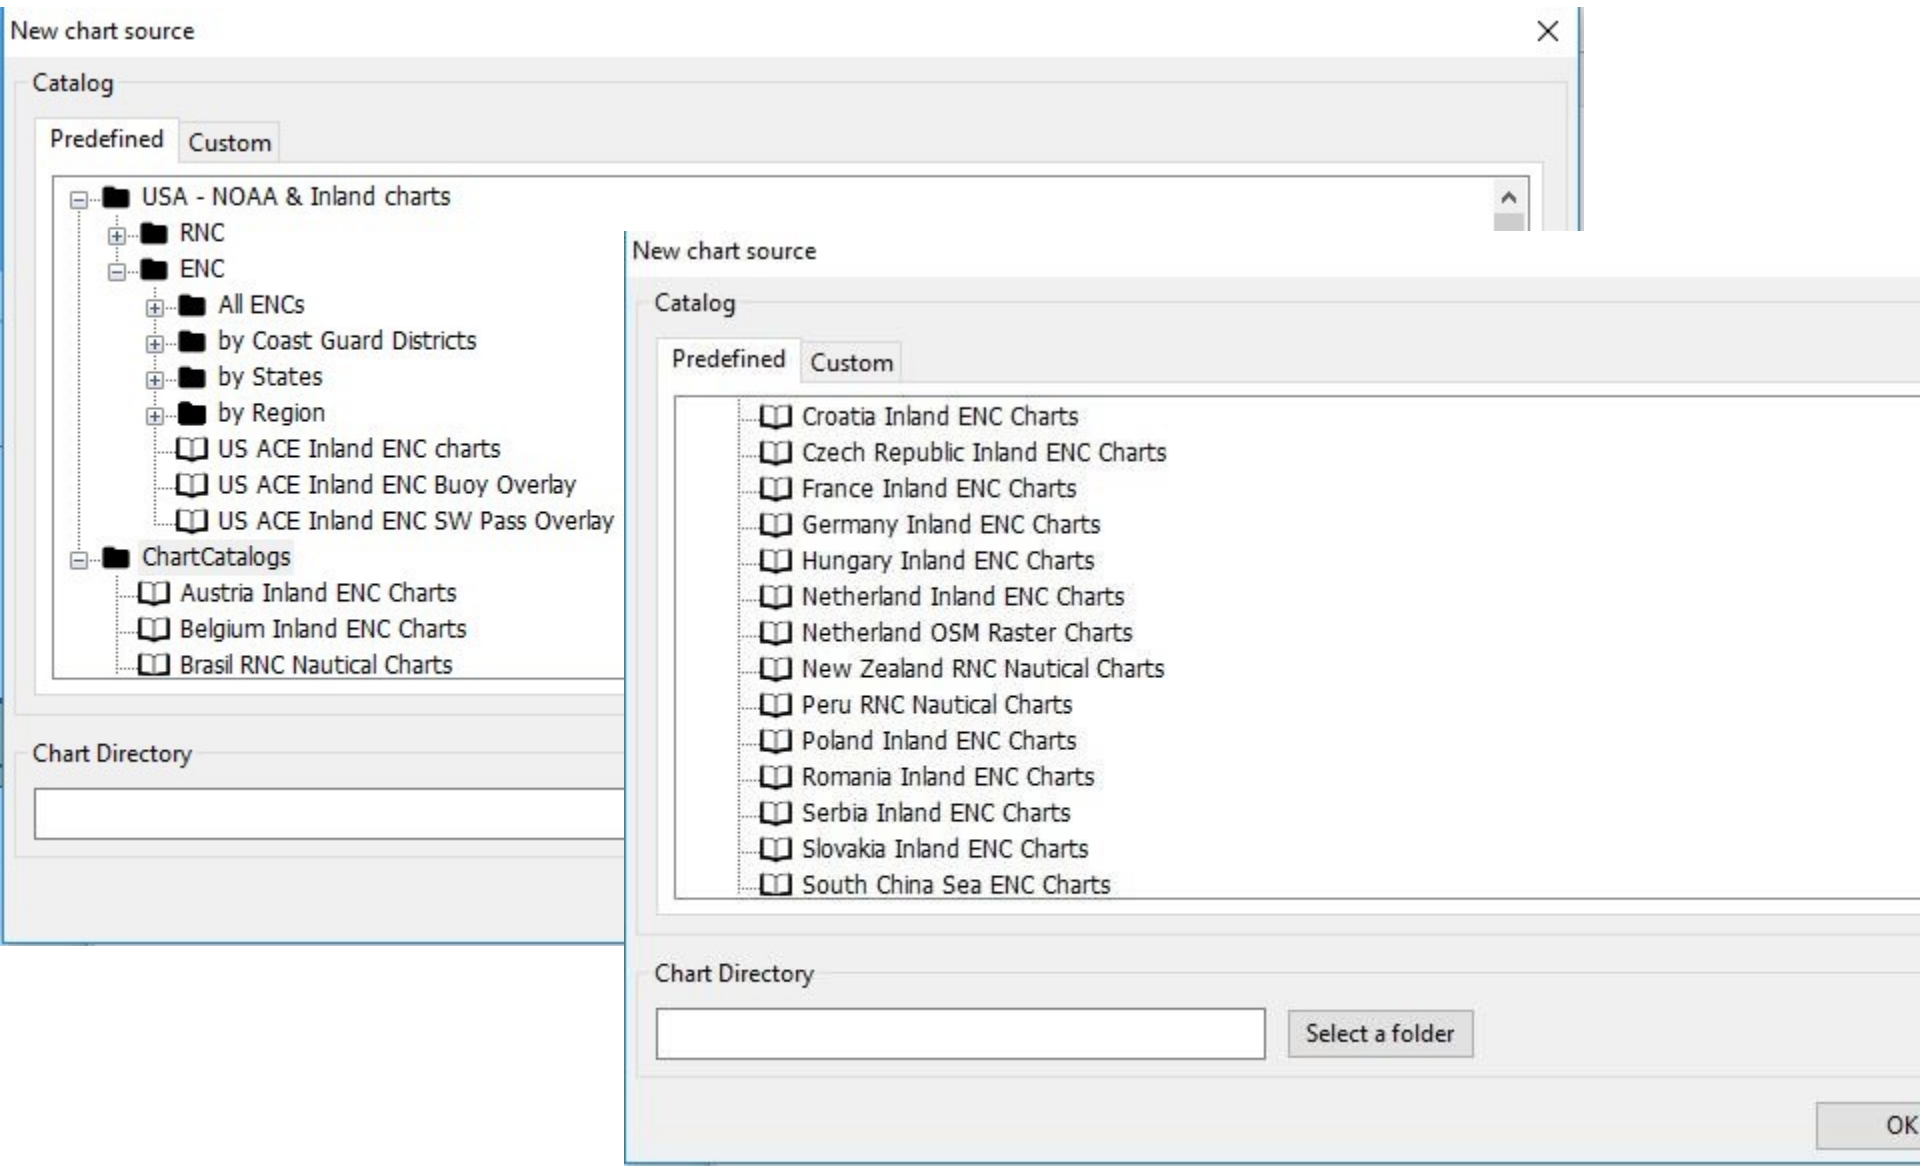 New chart source
Catalog
Predefined Custom
USA - NOAA & Inland charts
RNC
ENC
All ENCs
by Coast Guard Districts
by States
by Region
US ACE Inland ENC charts
US ACE Inland ENC Buoy Overlay
US ACE Inland ENC SW Pass Overlay
ChartCatalogs
Austria Inland ENC Charts
Belgium Inland ENC Charts
Brasil RNC Nautical Charts
Chart Directory
New chart source
Catalog
Predefined Custom
Croatia Inland ENC Charts
Czech Republic Inland ENC Charts
France Inland ENC Charts
Germany Inland ENC Charts
Hungary Inland ENC Charts
Netherland Inland ENC Charts
Netherland OSM Raster Charts
New Zealand RNC Nautical Charts
Peru RNC Nautical Charts
Poland Inland ENC Charts
Romania Inland ENC Charts
Serbia Inland ENC Charts
Slovakia Inland ENC Charts
South China Sea ENC Charts
Chart Directory
Select a folder
OK